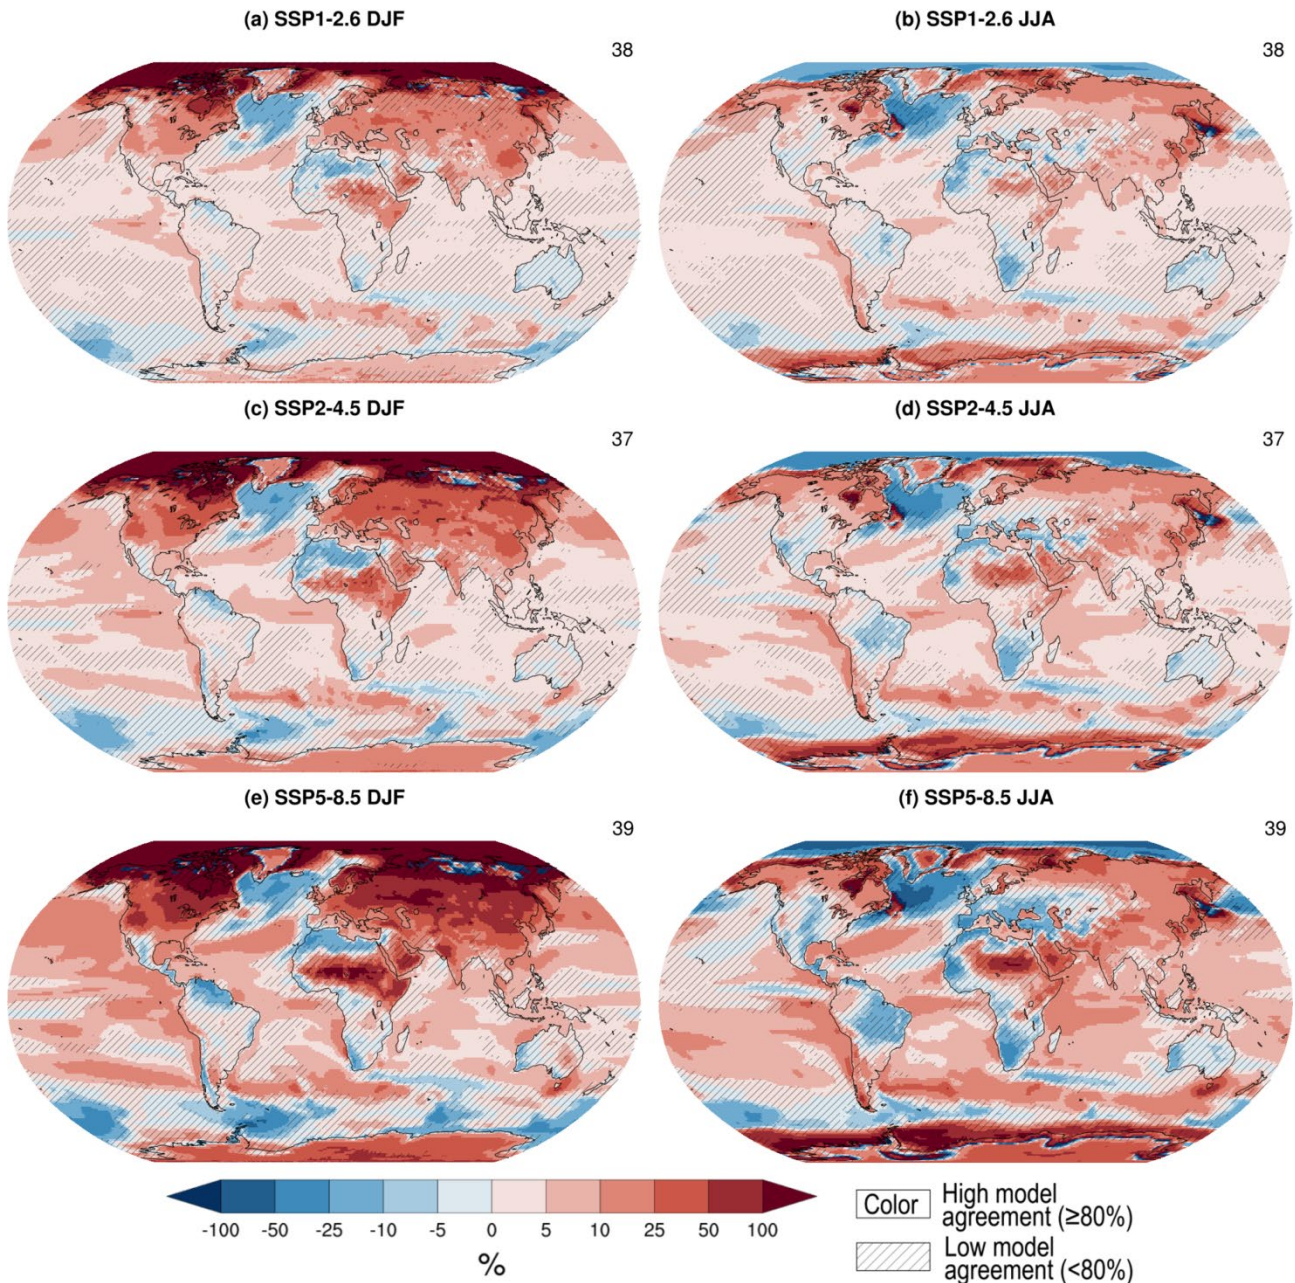 (a) SSP1-2.6 DJF
38
(b) SSP1-2.6 JJA
38
(c) SSP2-4.5 DJF
37
(d) SSP2-4.5 JJA
37
(e) SSP5-8.5 DJF
39
(f) SSP5-8.5 JJA
39
-100 -50 -25 -10 -5 0 5 10 25 50 100
%
Color
High model
agreement (≥80%)
Low model
agreement (<80%)